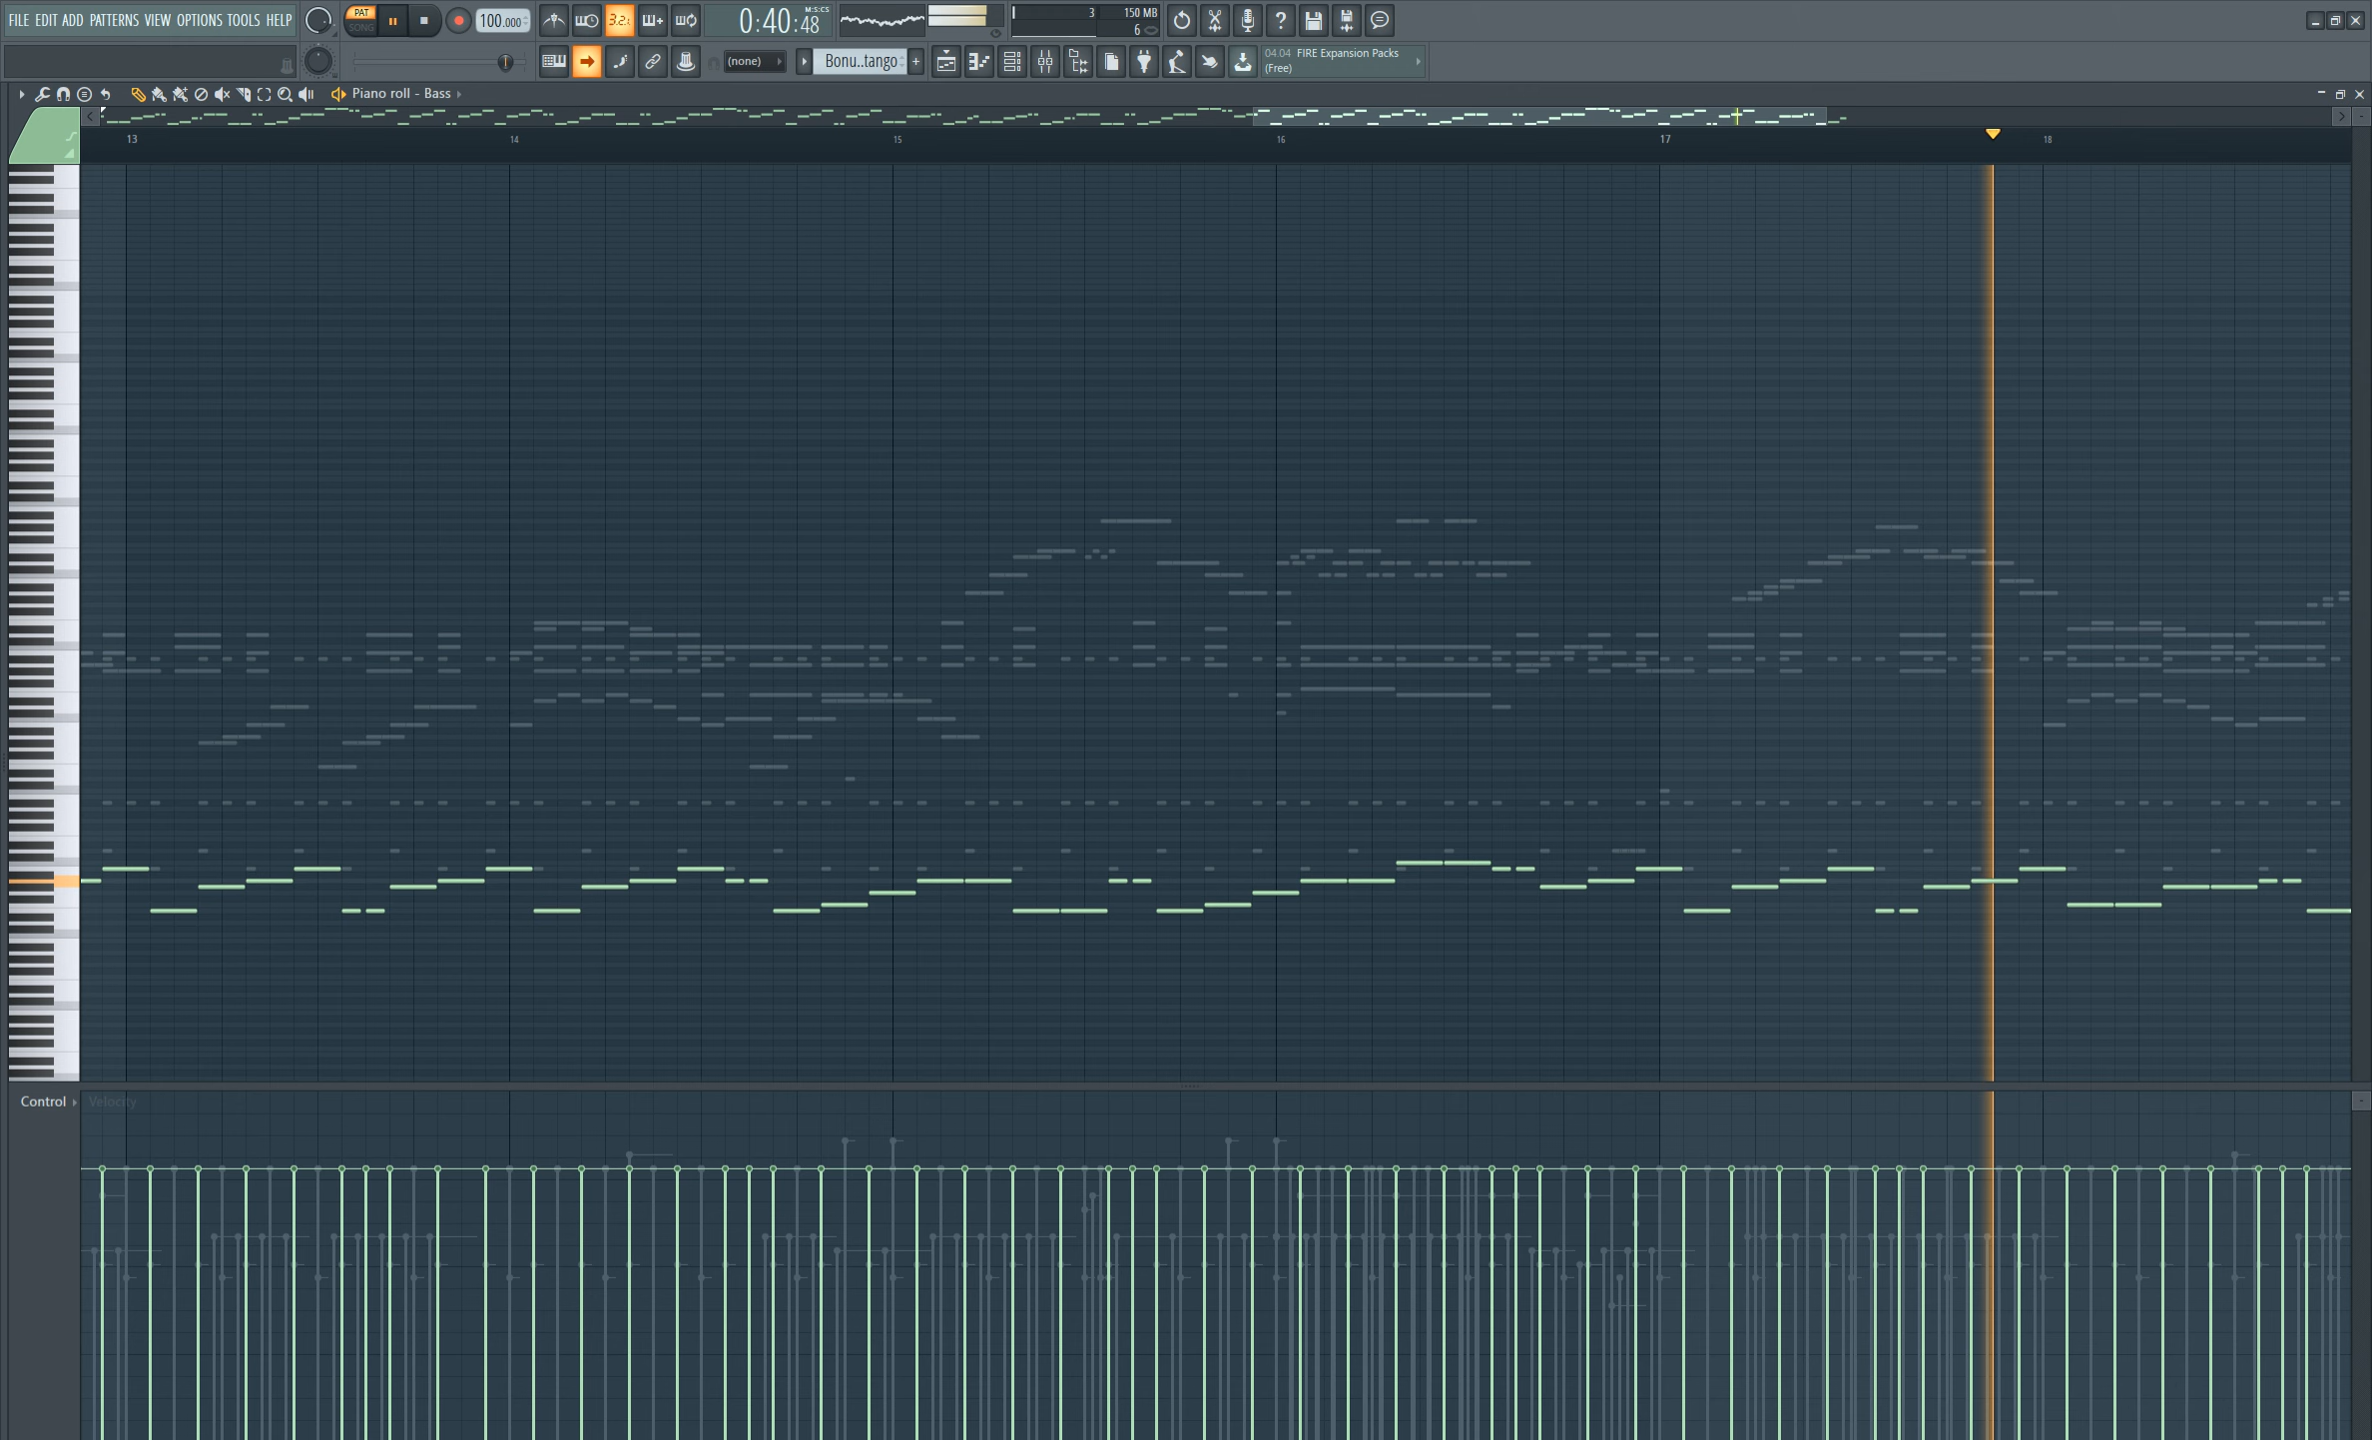 FILE EDIT ADD PATTERNS VIEW OPTIONS TOOLS HELP
PAT
SONG
100.000
3.2.
M:S:CS
0:40:48
3
150 MB
6
(none)
Bonu..tango
04.04 FIRE Expansion Packs
(Free)
Piano roll - Bass
13
14
15
16
17
18
Control
Velocity